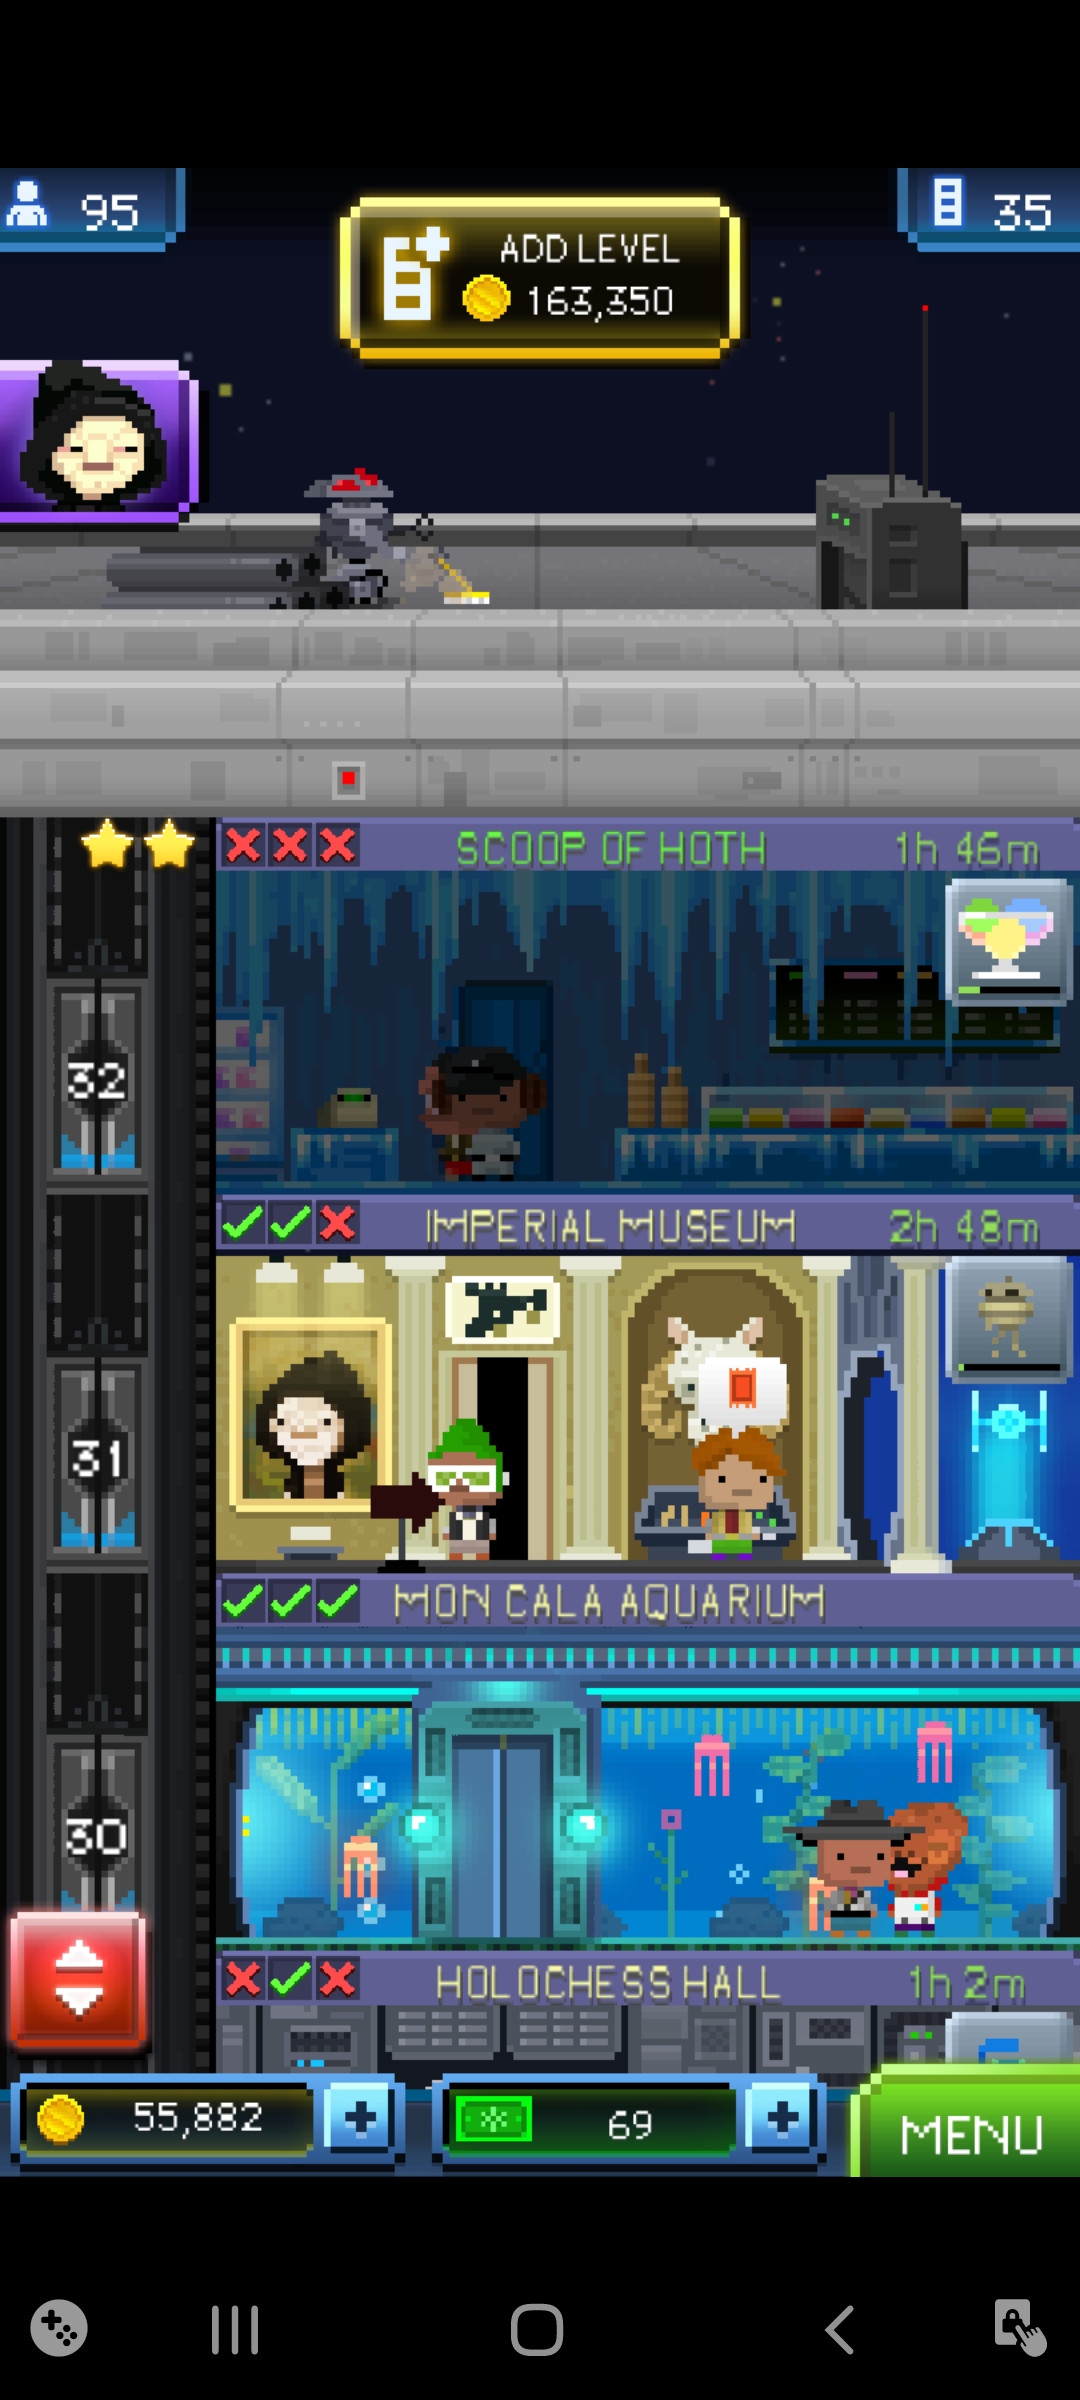 95
ADD LEVEL
163,350
35
SCOOP OF HOTH 1h 46m
32
IMPERIAL MUSEUM 2h 48m
31
MON CALA AQUARIUM
30
HOLOCHESS HALL 1h 2m
55,882
69
MENU